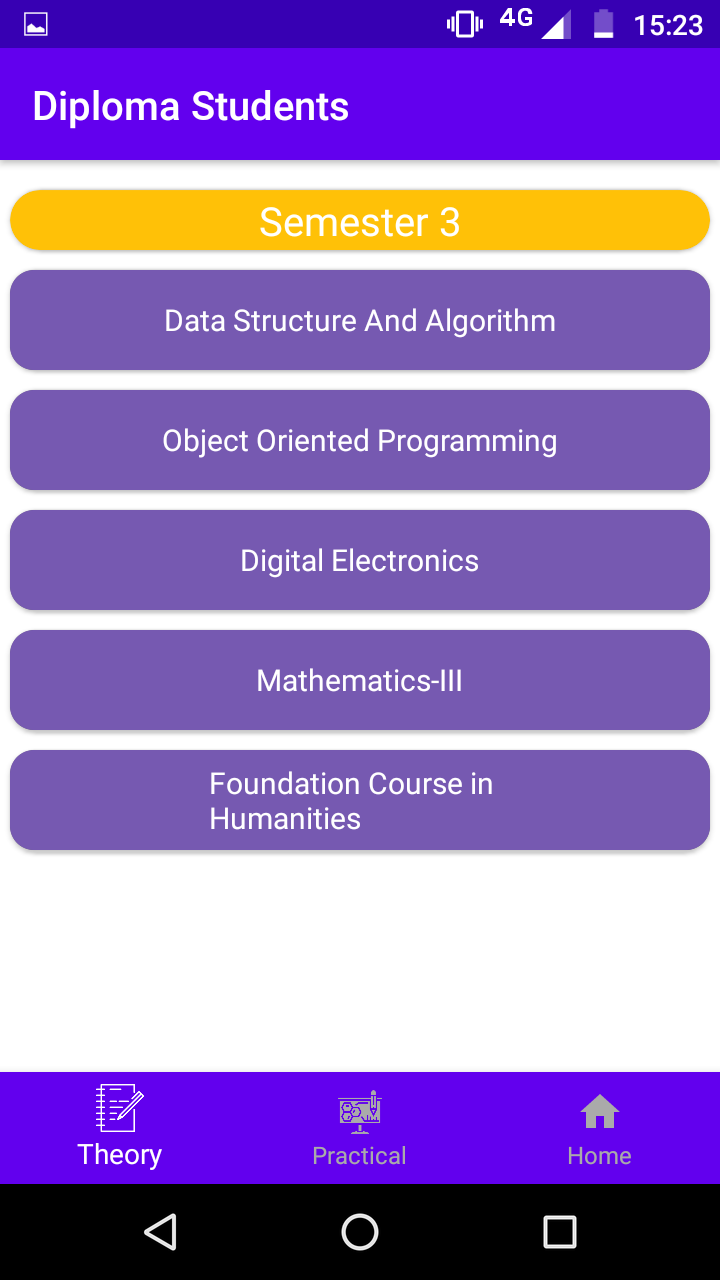 4G 15:23
Diploma Students
Semester 3
Data Structure And Algorithm
Object Oriented Programming
Digital Electronics
Mathematics-III
Foundation Course in
Humanities
Theory Practical Home